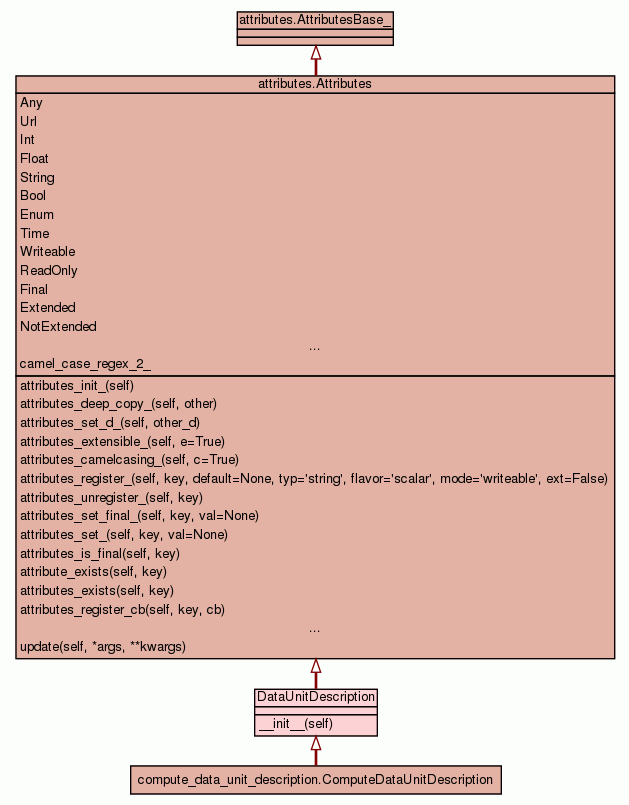 attributes.AttributesBase_
attributes.Attributes
Any
Url
Int
Float
String
Bool
Enum
Time
Writeable
ReadOnly
Final
Extended
NotExtended
...
camel_case_regex_2_
attributes_init_(self)
attributes_deep_copy_(self, other)
attributes_set_d_(self, other_d)
attributes_extensible_(self, e=True)
attributes_camelcasing_(self, c=True)
attributes_register_(self, key, default=None, typ='string', flavor='scalar', mode='writeable', ext=False)
attributes_unregister_(self, key)
attributes_set_final_(self, key, val=None)
attributes_set_(self, key, val=None)
attributes_is_final(self, key)
attribute_exists(self, key)
attributes_exists(self, key)
attributes_register_cb(self, key, cb)
...
update(self, *args, **kwargs)
DataUnitDescription
__init__(self)
compute_data_unit_description.ComputeDataUnitDescription